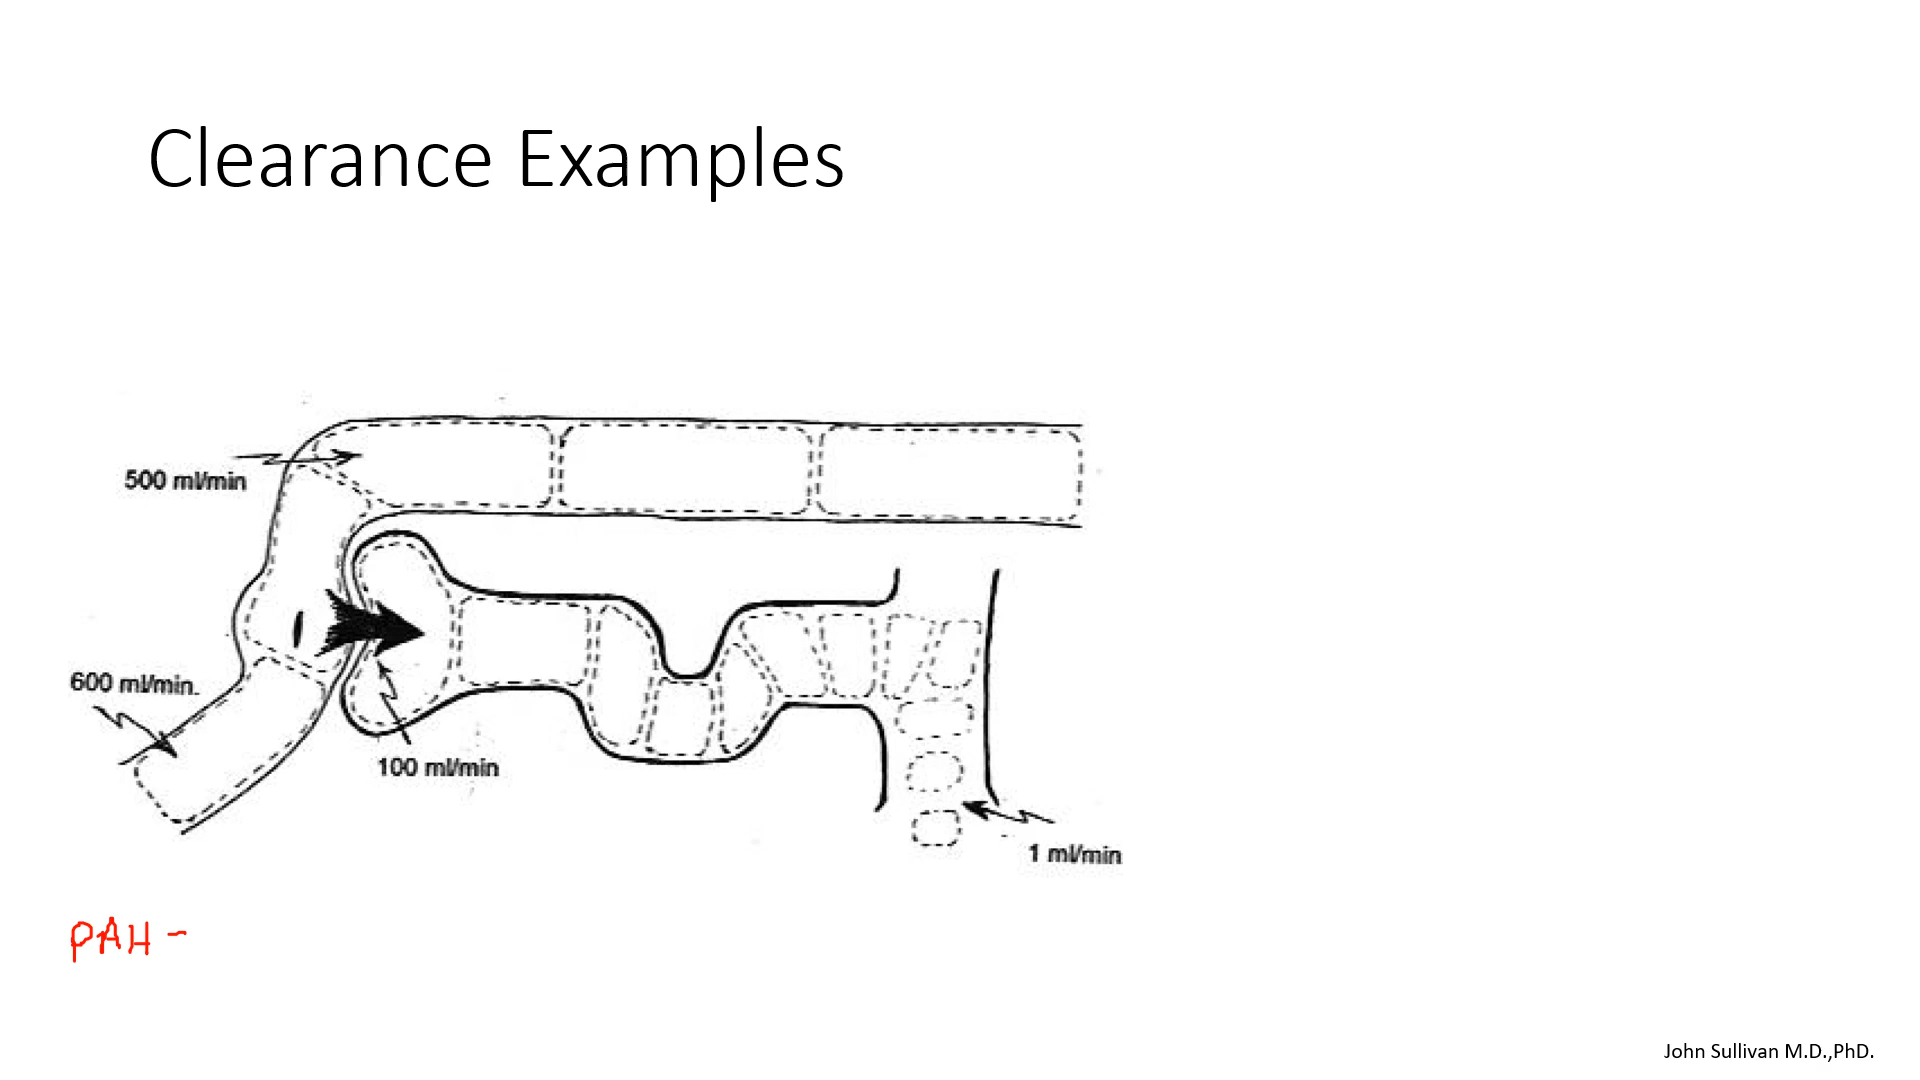 Clearance Examples
500 ml/min
600 ml/min.
100 ml/min
1 ml/min
PAH -
John Sullivan M.D.,PhD.